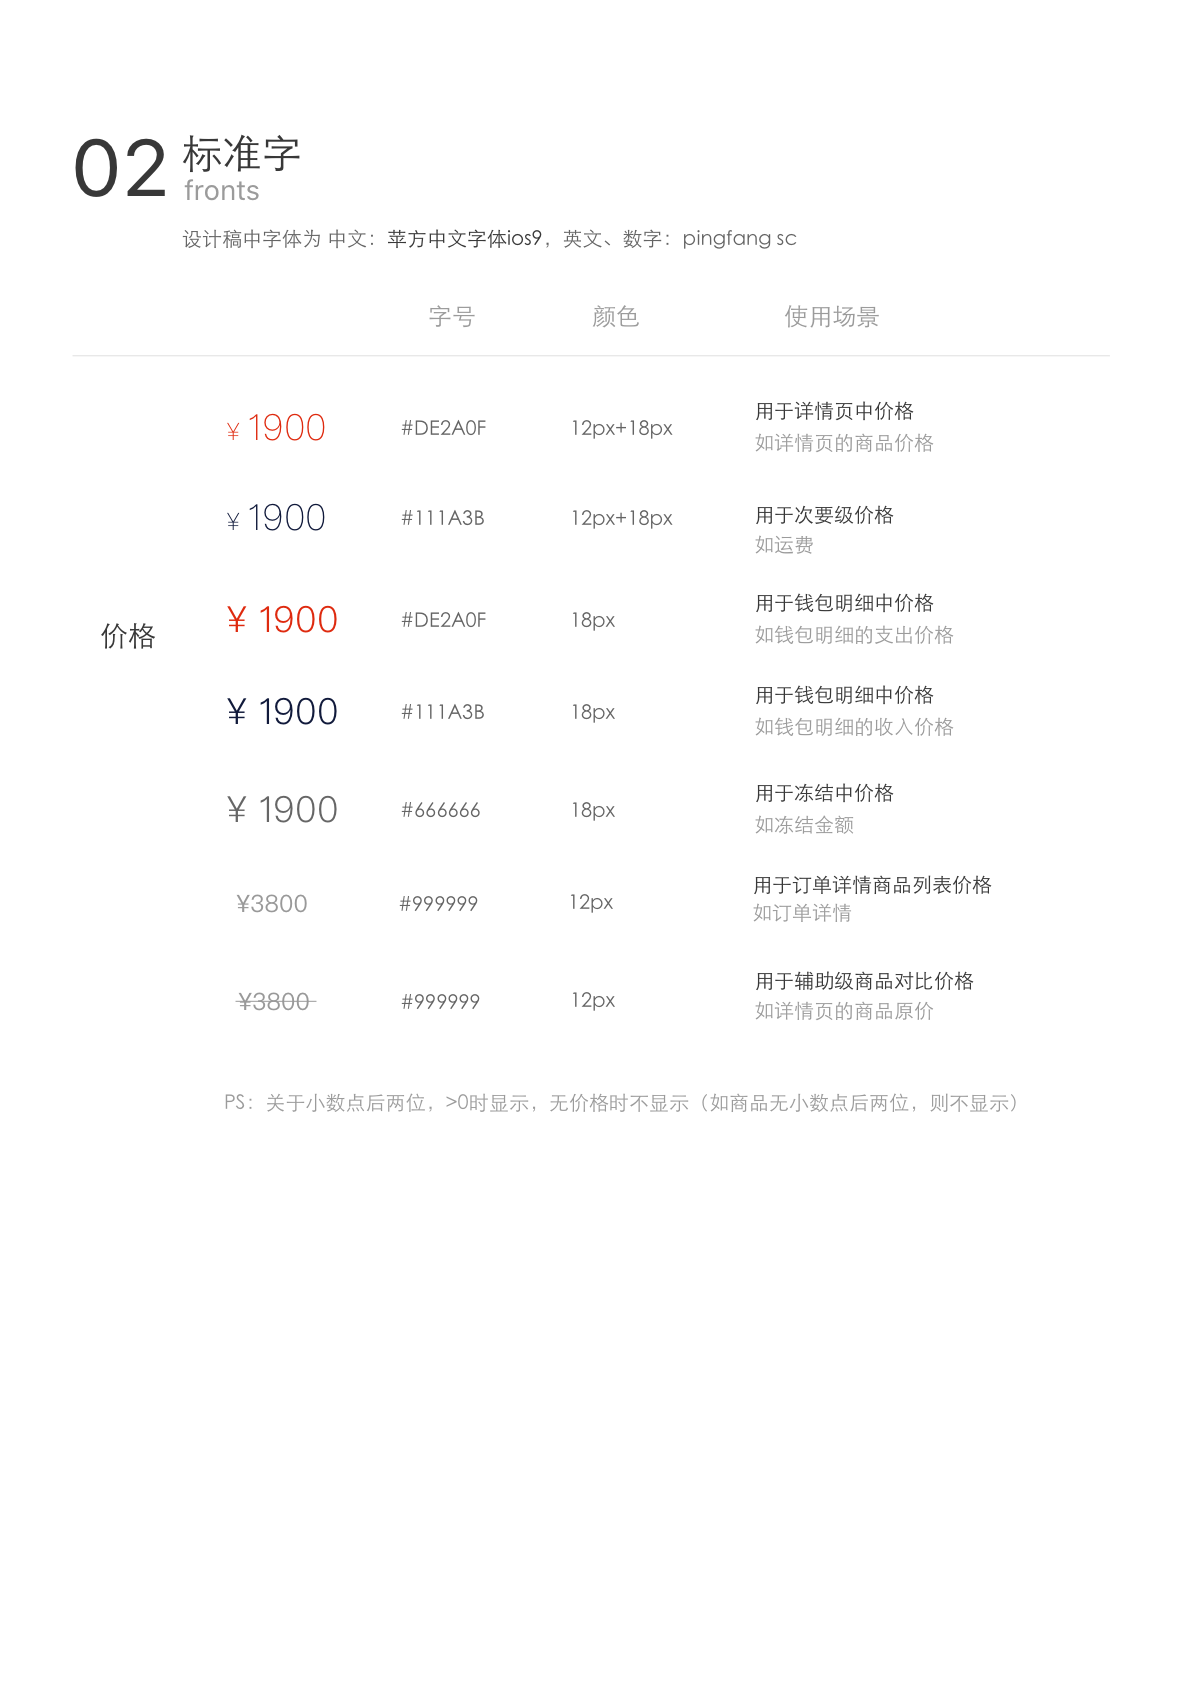 02 标准字
fronts
设计稿中字体为 中文：苹方中文字体ios9，英文、数字：pingfang sc
字号 颜色 使用场景
价格
¥ 1900 #DE2A0F 12px+18px 用于详情页中价格
如详情页的商品价格
¥ 1900 #111A3B 12px+18px 用于次要级价格
如运费
¥ 1900 #DE2A0F 18px 用于钱包明细中价格
如钱包明细的支出价格
¥ 1900 #111A3B 18px 用于钱包明细中价格
如钱包明细的收入价格
¥ 1900 #666666 18px 用于冻结中价格
如冻结金额
¥3800 #999999 12px 用于订单详情商品列表价格
如订单详情
¥3800 #999999 12px 用于辅助级商品对比价格
如详情页的商品原价
PS：关于小数点后两位，>0时显示，无价格时不显示（如商品无小数点后两位，则不显示）